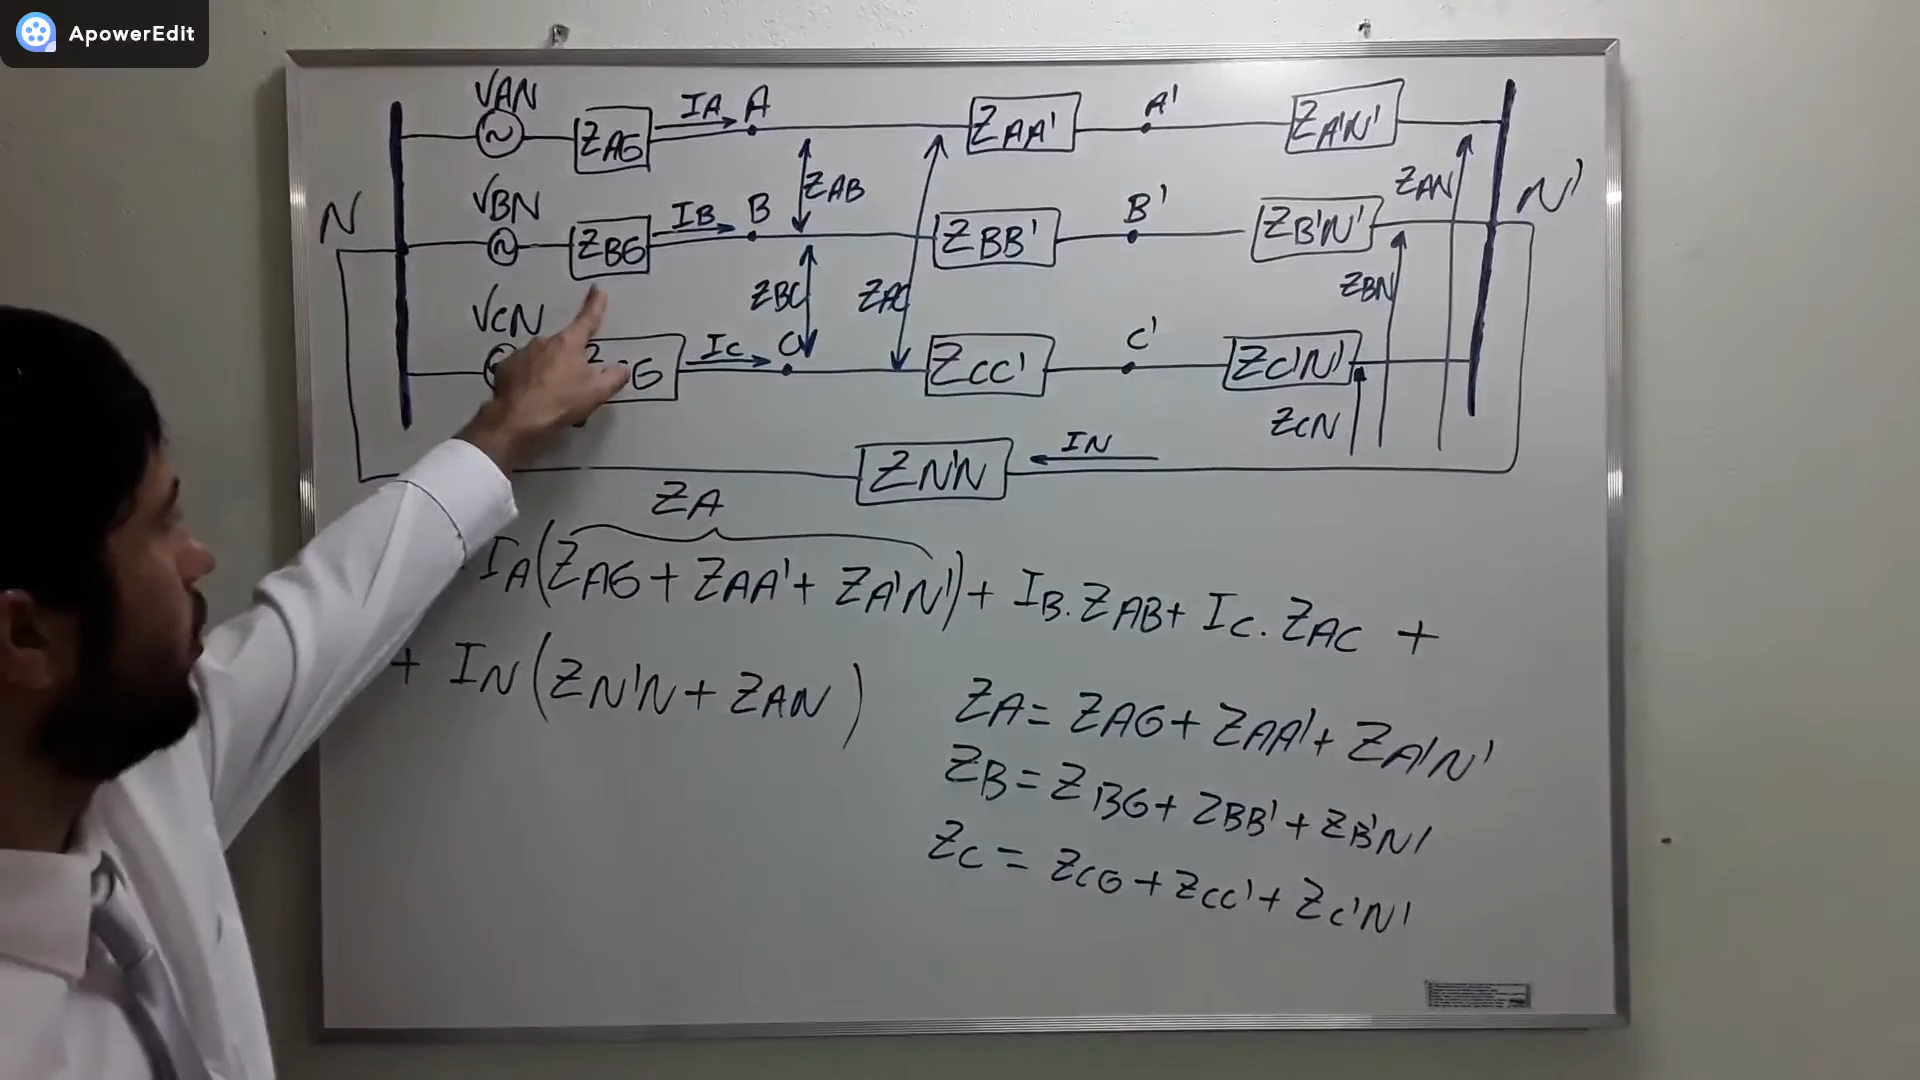 ApowerEdit
VAN
ZAG
IA
A
ZAA'
A'
ZA'N'
N
VBN
ZBG
IB
B
ZAB
ZBB'
B'
ZB'N'
ZAN
N'
VCN
IC
C
ZBC
ZAC
ZCC'
C'
ZC'N'
ZBN
ZCN
ZN'N
IN
ZA
IA(ZAG + ZAA' + ZA'N') + IB.ZAB + IC.ZAC +
+ IN(ZN'N + ZAN)
ZA = ZAG + ZAA' + ZA'N'
ZB = ZBG + ZBB' + ZB'N'
ZC = ZCG + ZCC' + ZC'N'